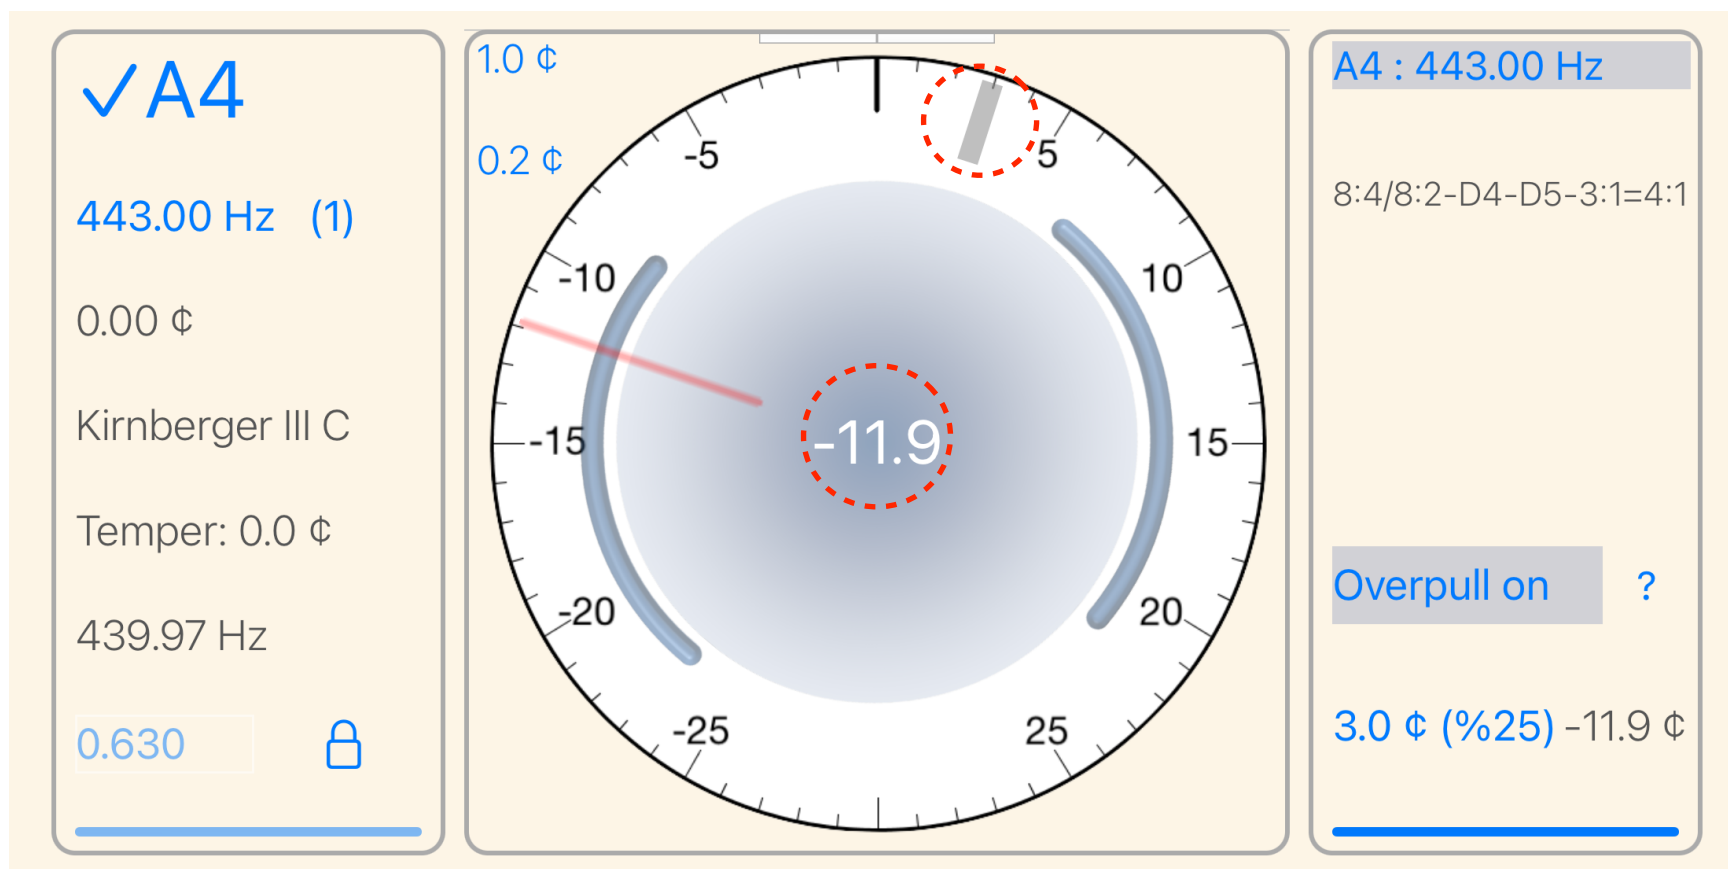 ✓A4
443.00 Hz (1)
0.00 ¢
Kirnberger III C
Temper: 0.0 ¢
439.97 Hz
0.630
1.0 ¢
0.2 ¢
-5
5
-10
10
-15
15
-20
20
-25
25
-11.9
A4 : 443.00 Hz
8:4/8:2-D4-D5-3:1=4:1
Overpull on ?
3.0 ¢ (%25) -11.9 ¢